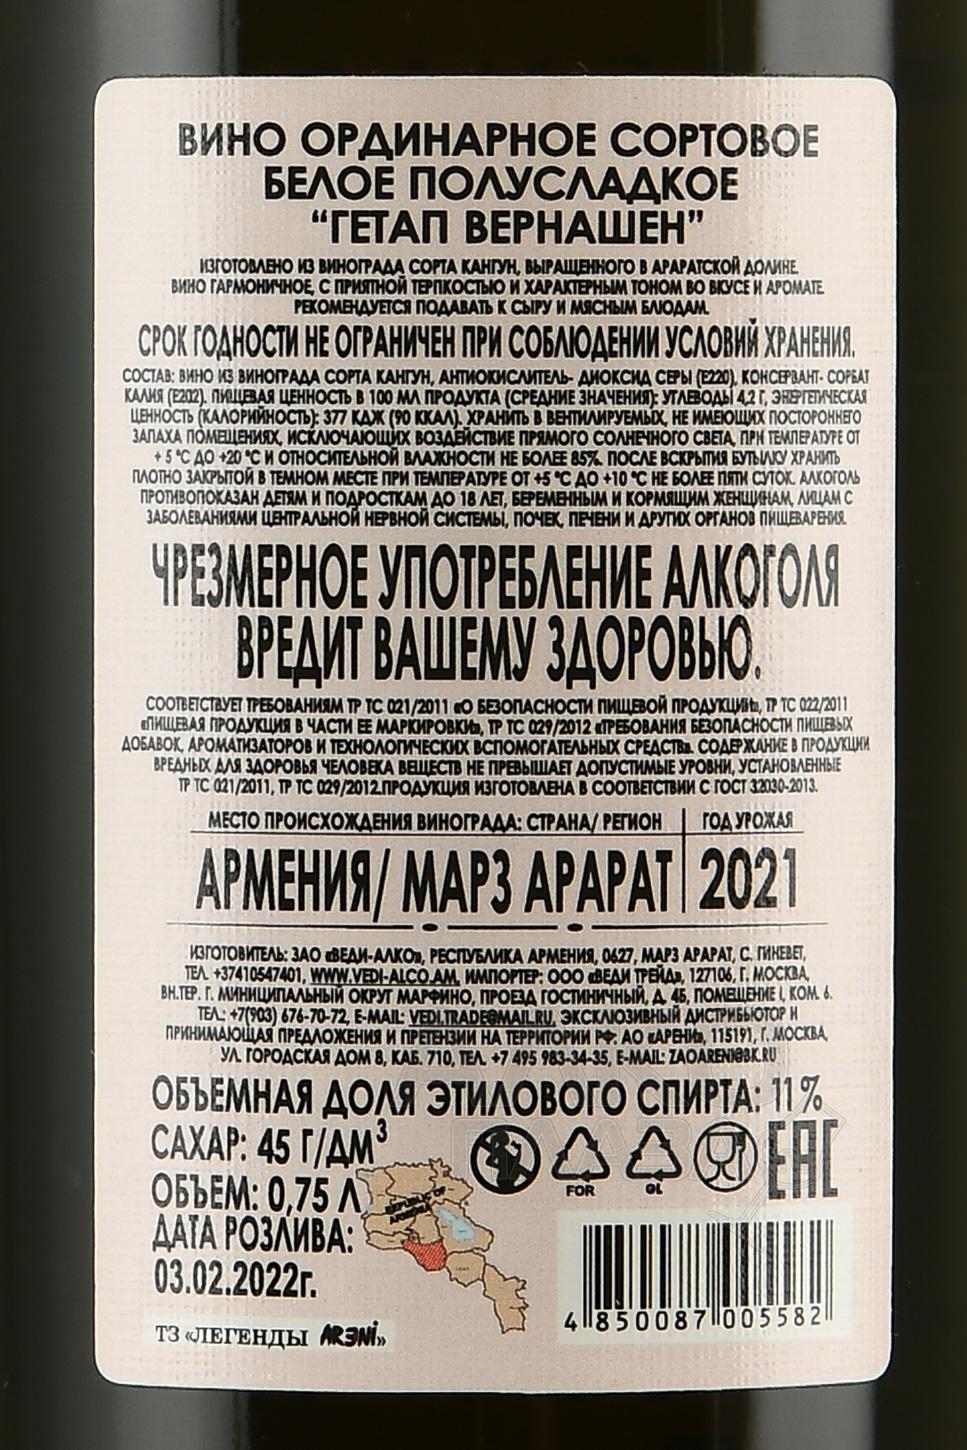 ВИНО ОРДИНАРНОЕ СОРТОВОЕ
БЕЛОЕ ПОЛУСЛАДКОЕ
“ГЕТАП ВЕРНАШЕН”
ИЗГОТОВЛЕНО ИЗ ВИНОГРАДА СОРТА КАНГУН, ВЫРАЩЕННОГО В АРАРАТСКОЙ ДОЛИНЕ.
ВИНО ГАРМОНИЧНОЕ, С ПРИЯТНОЙ ТЕРПКОСТЬЮ И ХАРАКТЕРНЫМ ТОНОМ ВО ВКУСЕ И АРОМАТЕ.
РЕКОМЕНДУЕТСЯ ПОДАВАТЬ К СЫРУ И МЯСНЫМ БЛЮДАМ.
СРОК ГОДНОСТИ НЕ ОГРАНИЧЕН ПРИ СОБЛЮДЕНИИ УСЛОВИЙ ХРАНЕНИЯ.
СОСТАВ: ВИНО ИЗ ВИНОГРАДА СОРТА КАНГУН, АНТИОКИСЛИТЕЛЬ- ДИОКСИД СЕРЫ (Е220), КОНСЕРВАНТ- СОРБАТ
КАЛИЯ (Е202). ПИЩЕВАЯ ЦЕННОСТЬ В 100 МЛ ПРОДУКТА (СРЕДНИЕ ЗНАЧЕНИЯ): УГЛЕВОДЫ 4,2 Г, ЭНЕРГЕТИЧЕСКАЯ
ЦЕННОСТЬ (КАЛОРИЙНОСТЬ): 377 КДЖ (90 ККАЛ). ХРАНИТЬ В ВЕНТИЛИРУЕМЫХ, НЕ ИМЕЮЩИХ ПОСТОРОННЕГО
ЗАПАХА ПОМЕЩЕНИЯХ, ИСКЛЮЧАЮЩИХ ВОЗДЕЙСТВИЕ ПРЯМОГО СОЛНЕЧНОГО СВЕТА, ПРИ ТЕМПЕРАТУРЕ ОТ
+ 5 °С ДО +20 °С И ОТНОСИТЕЛЬНОЙ ВЛАЖНОСТИ НЕ БОЛЕЕ 85%. ПОСЛЕ ВСКРЫТИЯ БУТЫЛКУ ХРАНИТЬ
ПЛОТНО ЗАКРЫТОЙ В ТЕМНОМ МЕСТЕ ПРИ ТЕМПЕРАТУРЕ ОТ +5 °С ДО +10 °С НЕ БОЛЕЕ ПЯТИ СУТОК. АЛКОГОЛЬ
ПРОТИВОПОКАЗАН ДЕТЯМ И ПОДРОСТКАМ ДО 18 ЛЕТ, БЕРЕМЕННЫМ И КОРМЯЩИМ ЖЕНЩИНАМ, ЛИЦАМ С
ЗАБОЛЕВАНИЯМИ ЦЕНТРАЛЬНОЙ НЕРВНОЙ СИСТЕМЫ, ПОЧЕК, ПЕЧЕНИ И ДРУГИХ ОРГАНОВ ПИЩЕВАРЕНИЯ.
ЧРЕЗМЕРНОЕ УПОТРЕБЛЕНИЕ АЛКОГОЛЯ
ВРЕДИТ ВАШЕМУ ЗДОРОВЬЮ.
СООТВЕТСТВУЕТ ТРЕБОВАНИЯМ ТР ТС 021/2011 «О БЕЗОПАСНОСТИ ПИЩЕВОЙ ПРОДУКЦИИ», ТР ТС 022/2011
«ПИЩЕВАЯ ПРОДУКЦИЯ В ЧАСТИ ЕЕ МАРКИРОВКИ», ТР ТС 029/2012 «ТРЕБОВАНИЯ БЕЗОПАСНОСТИ ПИЩЕВЫХ
ДОБАВОК, АРОМАТИЗАТОРОВ И ТЕХНОЛОГИЧЕСКИХ ВСПОМОГАТЕЛЬНЫХ СРЕДСТВ». СОДЕРЖАНИЕ В ПРОДУКЦИИ
ВРЕДНЫХ ДЛЯ ЗДОРОВЬЯ ЧЕЛОВЕКА ВЕЩЕСТВ НЕ ПРЕВЫШАЕТ ДОПУСТИМЫЕ УРОВНИ, УСТАНОВЛЕННЫЕ
ТР ТС 021/2011, ТР ТС 029/2012.ПРОДУКЦИЯ ИЗГОТОВЛЕНА В СООТВЕТСТВИИ С ГОСТ 32030-2013.
МЕСТО ПРОИСХОЖДЕНИЯ ВИНОГРАДА: СТРАНА/ РЕГИОН ГОД УРОЖАЯ
АРМЕНИЯ/ МАРЗ АРАРАТ 2021
ИЗГОТОВИТЕЛЬ: ЗАО «ВЕДИ-АЛКО», РЕСПУБЛИКА АРМЕНИЯ, 0627, МАРЗ АРАРАТ, С. ГИНЕВЕТ,
ТЕЛ. +37410547401, WWW.VEDI-ALCO.AM, ИМПОРТЕР: ООО «ВЕДИ ТРЕЙД», 127106, Г. МОСКВА,
ВН.ТЕР. Г. МУНИЦИПАЛЬНЫЙ ОКРУГ МАРФИНО, ПРОЕЗД ГОСТИНИЧНЫЙ, Д. 4Б, ПОМЕЩЕНИЕ I, КОМ. 6.
ТЕЛ.: +7(903) 676-70-72, E-MAIL: VEDI.TRADE@MAIL.RU, ЭКСКЛЮЗИВНЫЙ ДИСТРИБЬЮТОР И
ПРИНИМАЮЩАЯ ПРЕДЛОЖЕНИЯ И ПРЕТЕНЗИИ НА ТЕРРИТОРИИ РФ: АО «АРЕНИ», 115191, Г. МОСКВА,
УЛ. ГОРОДСКАЯ ДОМ 8, КАБ. 710, ТЕЛ. +7 495 983-34-35, E-MAIL: ZAOARENI@BK.RU
ОБЪЕМНАЯ ДОЛЯ ЭТИЛОВОГО СПИРТА: 11 %
САХАР: 45 Г/ДМ³
FOR GL EAC
ОБЪЕМ: 0,75 Л
REPUBLIC OF
ARMENIA
ДАТА РОЗЛИВА:
03.02.2022г.
4 850087 005582
ТЗ «ЛЕГЕНДЫ ARENI»